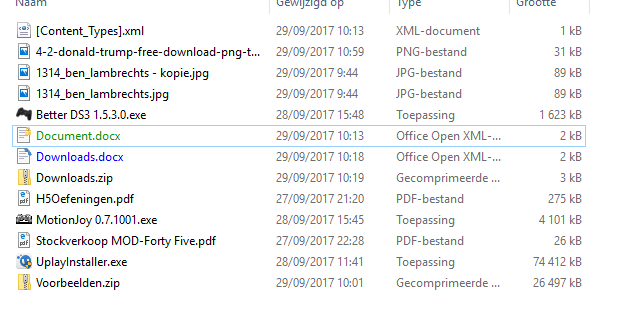 Naam Gewijzigd op Type Grootte
[Content_Types].xml 29/09/2017 10:13 XML-document 1 kB
4-2-donald-trump-free-download-png-t... 29/09/2017 10:59 PNG-bestand 31 kB
1314_ben_lambrechts - kopie.jpg 29/09/2017 9:44 JPG-bestand 89 kB
1314_ben_lambrechts.jpg 29/09/2017 9:44 JPG-bestand 89 kB
Better DS3 1.5.3.0.exe 28/09/2017 15:48 Toepassing 1 623 kB
Document.docx 29/09/2017 10:13 Office Open XML-... 2 kB
Downloads.docx 29/09/2017 10:18 Office Open XML-... 2 kB
Downloads.zip 29/09/2017 10:19 Gecomprimeerde ... 3 kB
H5Oefeningen.pdf 27/09/2017 21:20 PDF-bestand 275 kB
MotionJoy 0.7.1001.exe 28/09/2017 15:45 Toepassing 4 101 kB
Stockverkoop MOD-Forty Five.pdf 27/09/2017 22:28 PDF-bestand 26 kB
UplayInstaller.exe 28/09/2017 11:41 Toepassing 74 412 kB
Voorbeelden.zip 29/09/2017 10:01 Gecomprimeerde ... 26 497 kB